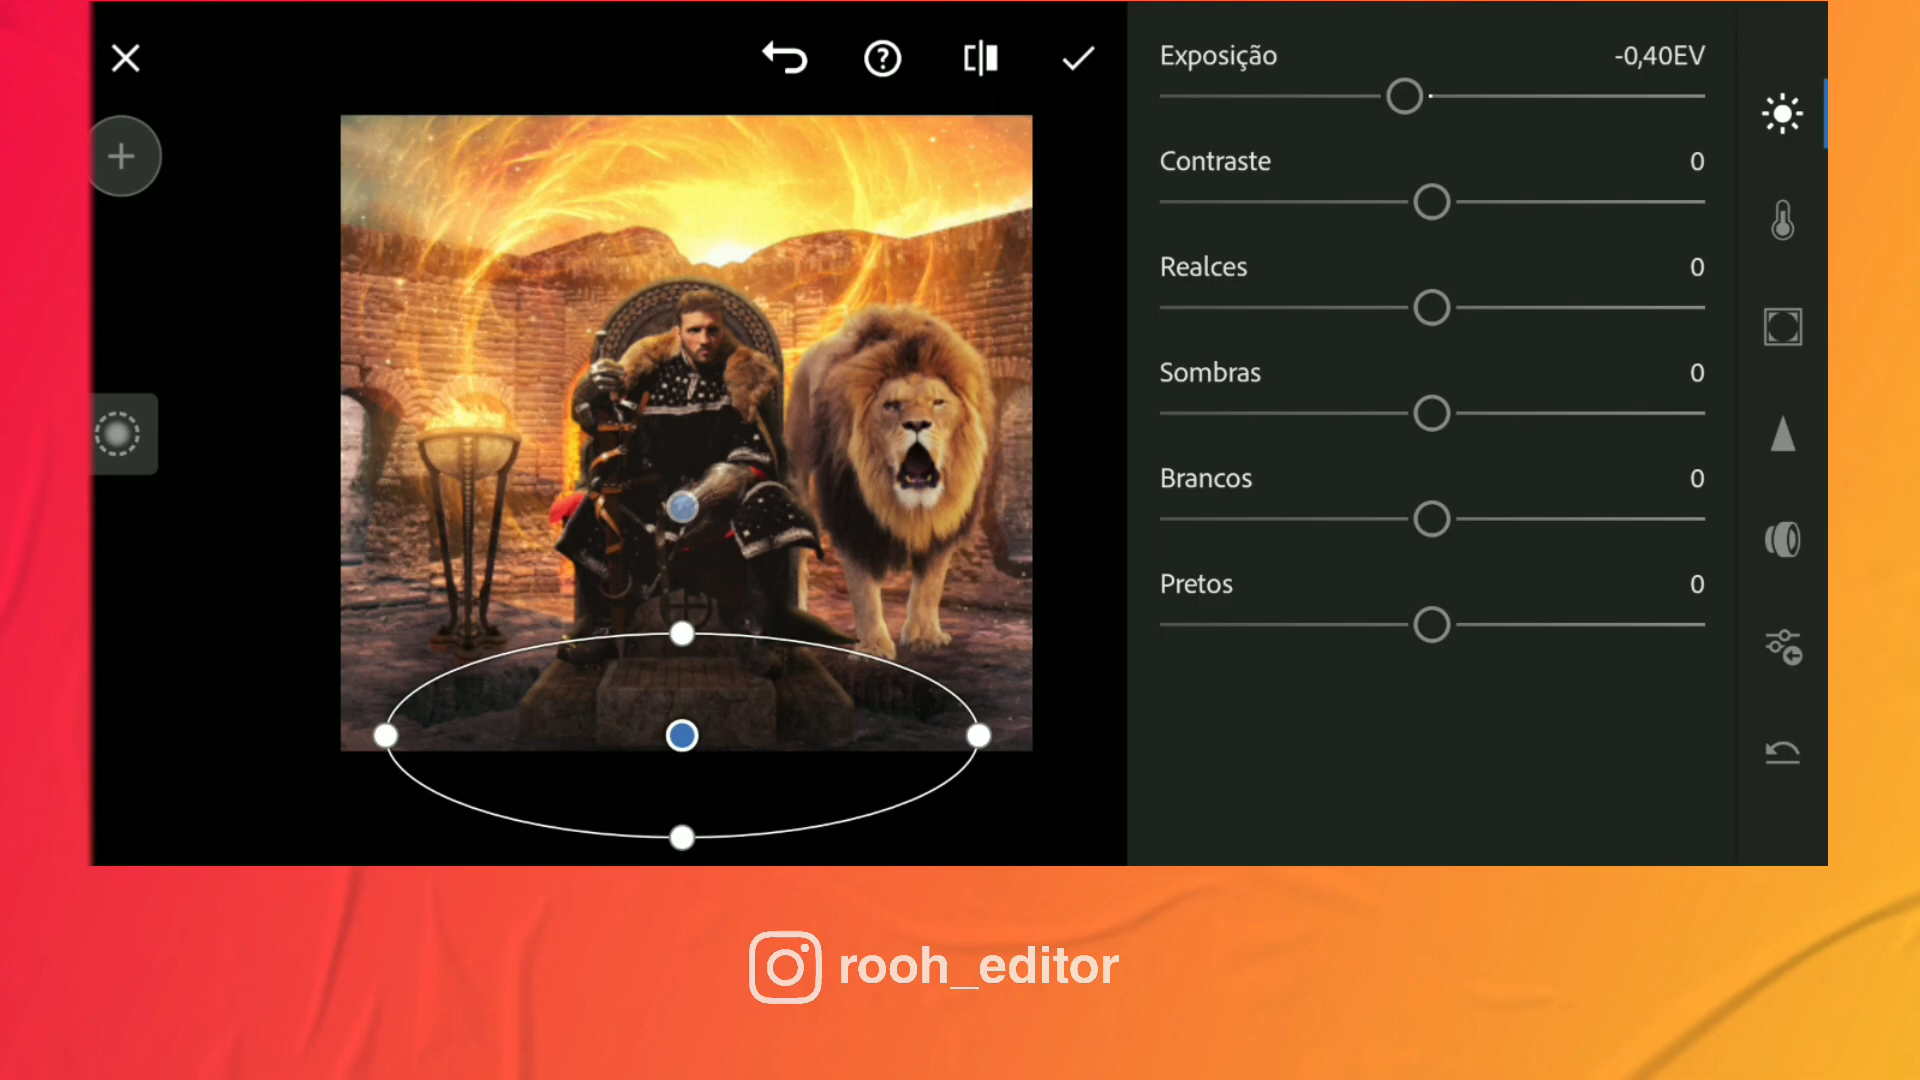 Exposição -0,40EV
Contraste 0
Realces 0
Sombras 0
Brancos 0
Pretos 0
rooh_editor